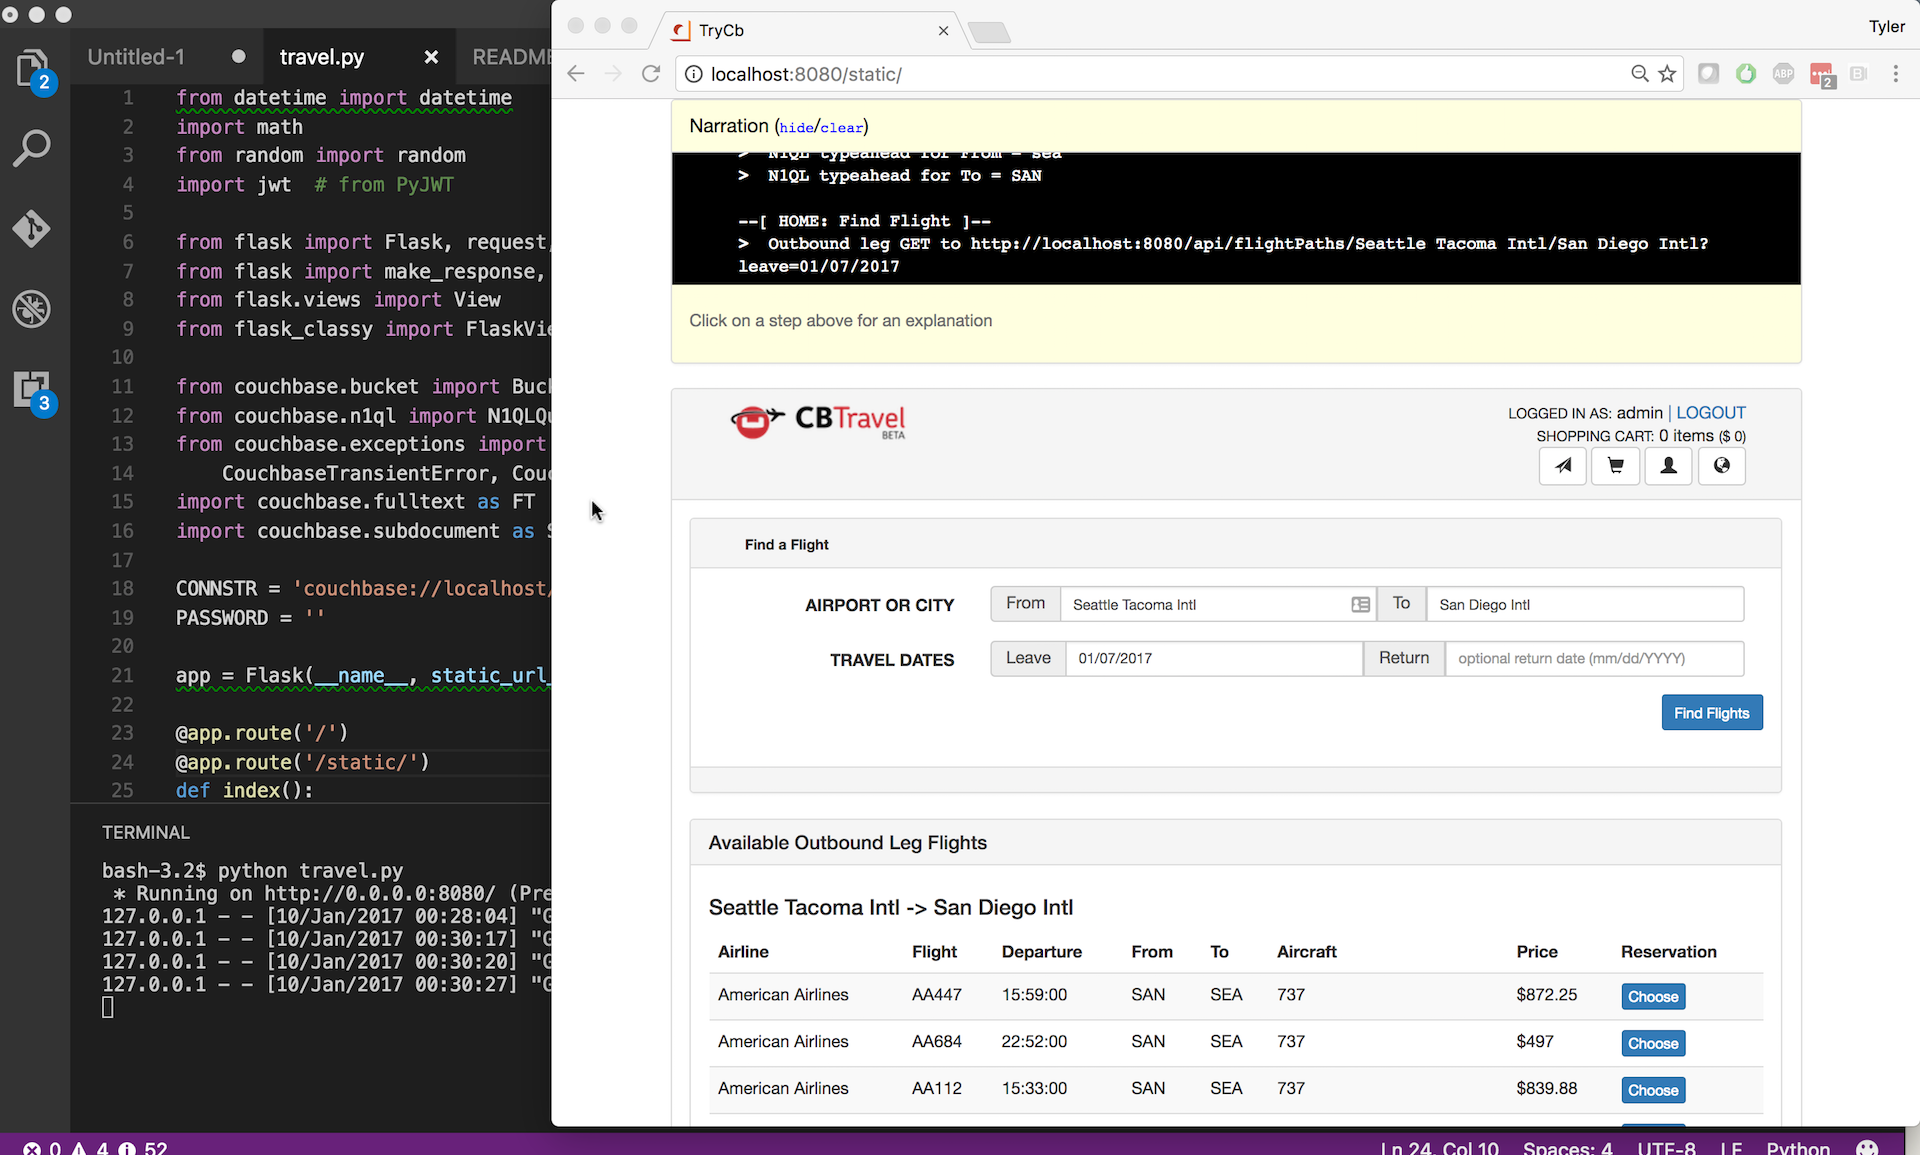 Untitled-1
travel.py
README
2
3
1 from datetime import datetime
2 import math
3 from random import random
4 import jwt  # from PyJWT
5
6 from flask import Flask, request,
7 from flask import make_response,
8 from flask.views import View
9 from flask_classy import FlaskVie
10
11 from couchbase.bucket import Buc
12 from couchbase.n1ql import N1QLQu
13 from couchbase.exceptions import
14     CouchbaseTransientError, Cou
15 import couchbase.fulltext as FT
16 import couchbase.subdocument as S
17
18 CONNSTR = 'couchbase://localhost/
19 PASSWORD = ''
20
21 app = Flask(__name__, static_url_
22
23 @app.route('/')
24 @app.route('/static/')
25 def index():
TERMINAL
bash-3.2$ python travel.py
* Running on http://0.0.0.0:8080/ (Pre
127.0.0.1 - - [10/Jan/2017 00:28:04] "G
127.0.0.1 - - [10/Jan/2017 00:30:17] "G
127.0.0.1 - - [10/Jan/2017 00:30:20] "G
127.0.0.1 - - [10/Jan/2017 00:30:27] "G
TryCb
Tyler
localhost:8080/static/
ABP
2
Narration (hide/clear)
> N1QL typeahead for From = sea
> N1QL typeahead for To = SAN
--[ HOME: Find Flight ]--
> Outbound leg GET to http://localhost:8080/api/flightPaths/Seattle Tacoma Intl/San Diego Intl?
leave=01/07/2017
Click on a step above for an explanation
CBTravel
BETA
LOGGED IN AS: admin | LOGOUT
SHOPPING CART: 0 items ($ 0)
Find a Flight
AIRPORT OR CITY From Seattle Tacoma Intl To San Diego Intl
TRAVEL DATES Leave 01/07/2017 Return optional return date (mm/dd/YYYY)
Find Flights
Available Outbound Leg Flights
Seattle Tacoma Intl -> San Diego Intl
Airline Flight Departure From To Aircraft Price Reservation
American Airlines AA447 15:59:00 SAN SEA 737 $872.25 Choose
American Airlines AA684 22:52:00 SAN SEA 737 $497 Choose
American Airlines AA112 15:33:00 SAN SEA 737 $839.88 Choose
0 4 52 Ln 24, Col 10 Spaces: 4 UTF-8 LF Python